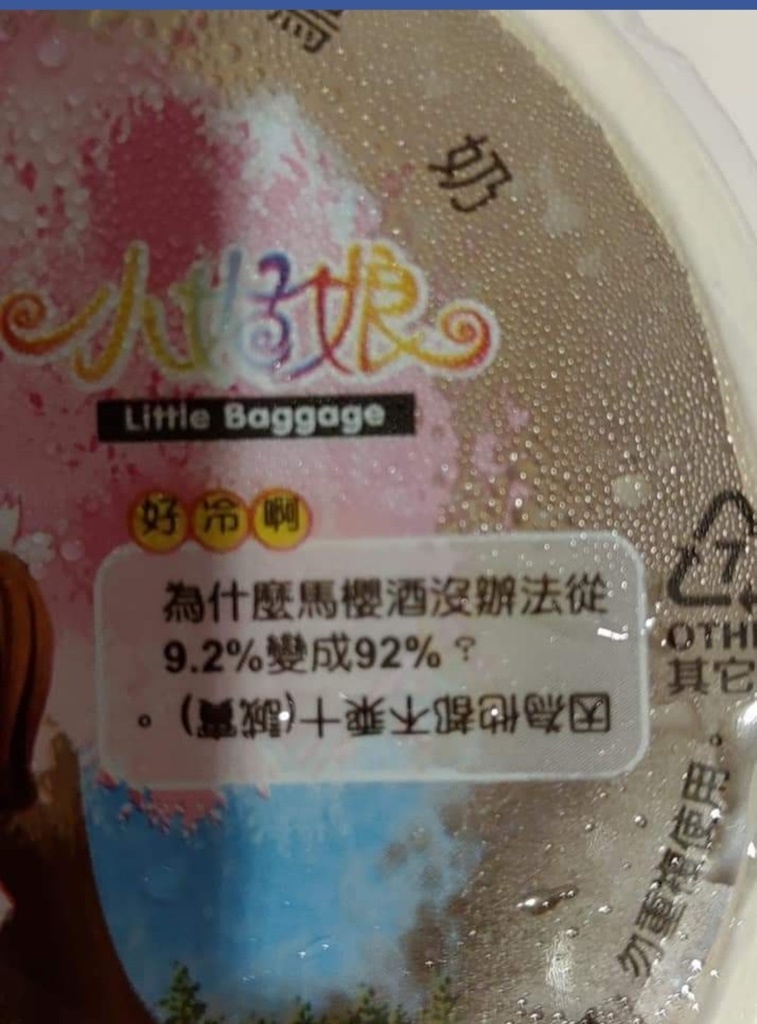 奶
小好娘
Little Baggage
好冷啊
為什麼馬櫻酒沒辦法從
9.2%變成92%？
因為他都不乘十(誠實)。
7
OTH
其它
勿重複使用。